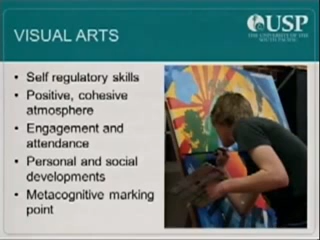 VISUAL ARTS
USP
THE UNIVERSITY OF THE
SOUTH PACIFIC
• Self regulatory skills
• Positive, cohesive
atmosphere
• Engagement and
attendance
• Personal and social
developments
• Metacognitive marking
point